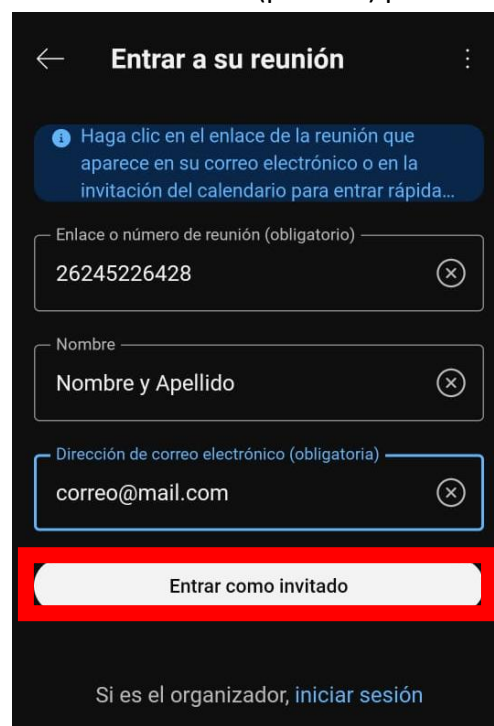 Entrar a su reunión
Haga clic en el enlace de la reunión que
aparece en su correo electrónico o en la
invitación del calendario para entrar rápida...
Enlace o número de reunión (obligatorio)
26245226428
Nombre
Nombre y Apellido
Dirección de correo electrónico (obligatoria)
correo@mail.com
Entrar como invitado
Si es el organizador, iniciar sesión